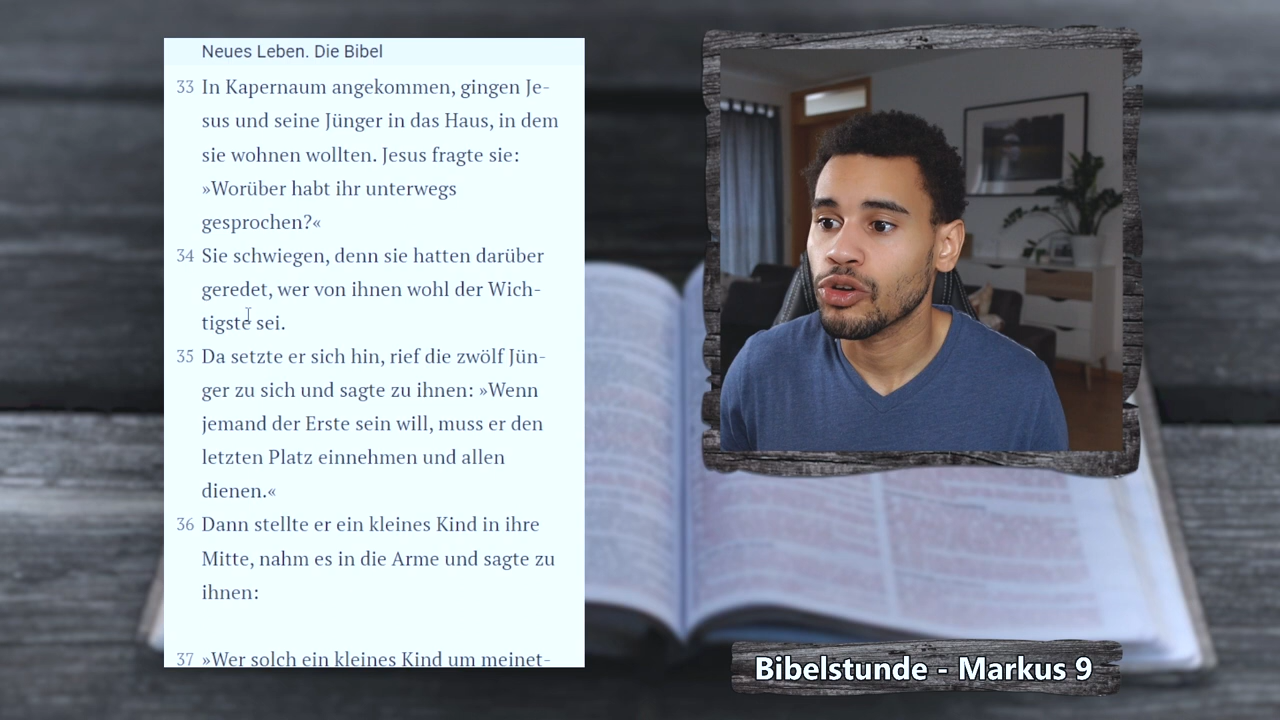 Neues Leben. Die Bibel
33 In Kapernaum angekommen, gingen Je-
sus und seine Jünger in das Haus, in dem
sie wohnen wollten. Jesus fragte sie:
»Worüber habt ihr unterwegs
gesprochen?«
34 Sie schwiegen, denn sie hatten darüber
geredet, wer von ihnen wohl der Wich-
tigste sei.
35 Da setzte er sich hin, rief die zwölf Jün-
ger zu sich und sagte zu ihnen: »Wenn
jemand der Erste sein will, muss er den
letzten Platz einnehmen und allen
dienen.«
36 Dann stellte er ein kleines Kind in ihre
Mitte, nahm es in die Arme und sagte zu
ihnen:
37 »Wer solch ein kleines Kind um meinet-
Bibelstunde - Markus 9